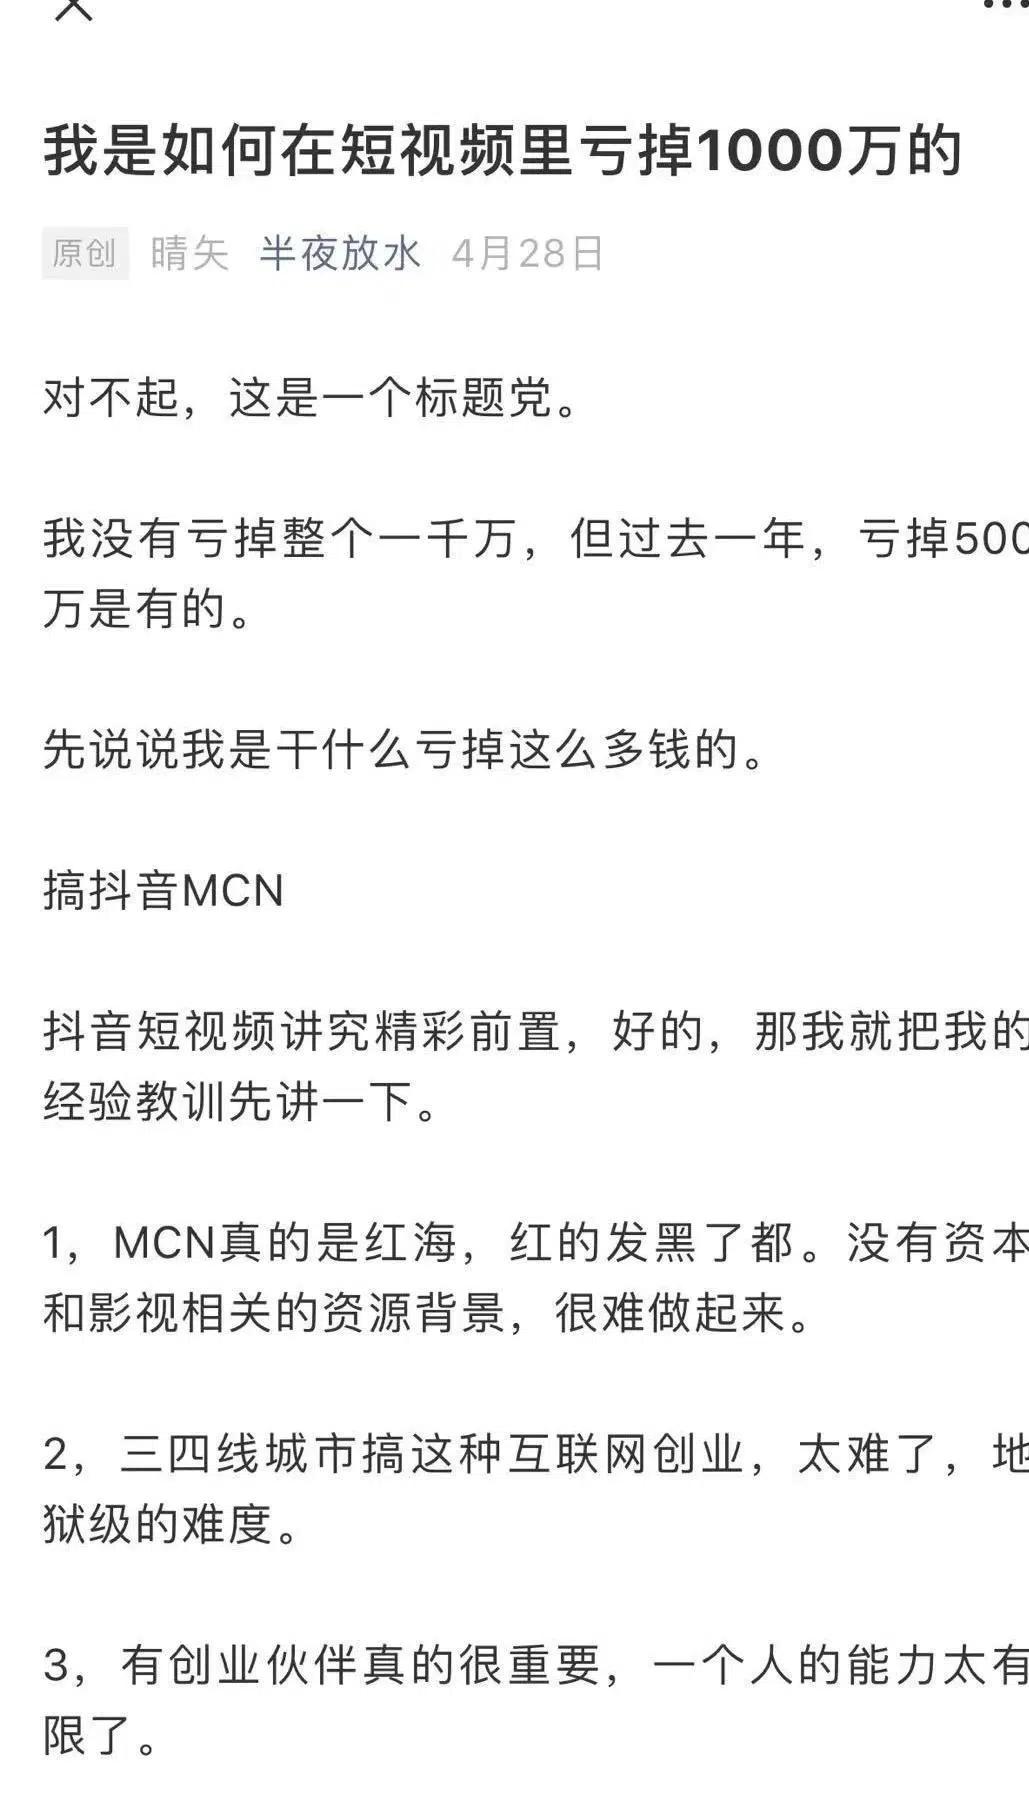 我是如何在短视频里亏掉1000万的
原创 晴矢 半夜放水 4月28日
对不起，这是一个标题党。
我没有亏掉整个一千万，但过去一年，亏掉500
万是有的。
先说说我是干什么亏掉这么多钱的。
搞抖音MCN
抖音短视频讲究精彩前置，好的，那我就把我的
经验教训先讲一下。
1，MCN真的是红海，红的发黑了都。没有资本
和影视相关的资源背景，很难做起来。
2，三四线城市搞这种互联网创业，太难了，地
狱级的难度。
3，有创业伙伴真的很重要，一个人的能力太有
限了。